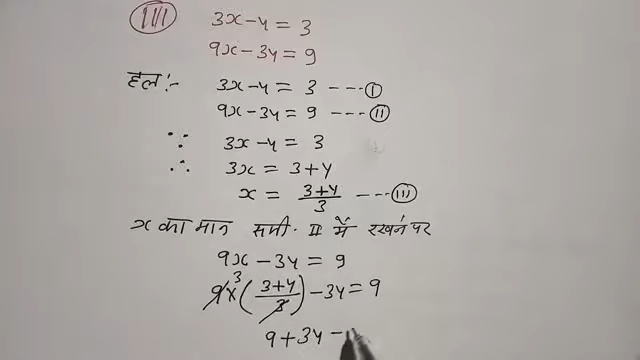 III 3x-y=3
9x-3y=9
हल:- 3x-y=3 ---- I
9x-3y=9 ---- II
∵ 3x-y=3
∴ 3x=3+y
x=(3+y)/3 ---- III
x का मान समी. II में रखने पर
9x-3y=9
9×3((3+y)/3)-3y=9
9+3y-